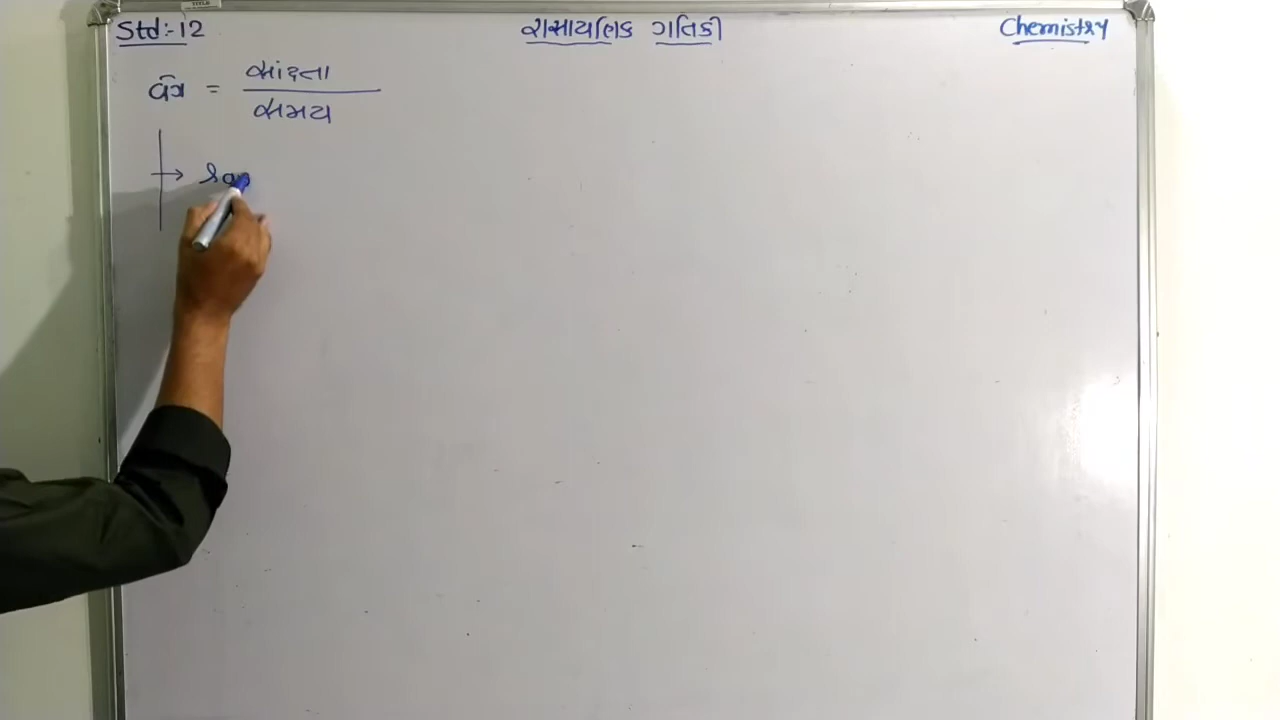 Std:-12 રાસાયણિક ગતિકી Chemistry
વેગ = સાંદ્રતા
સમય